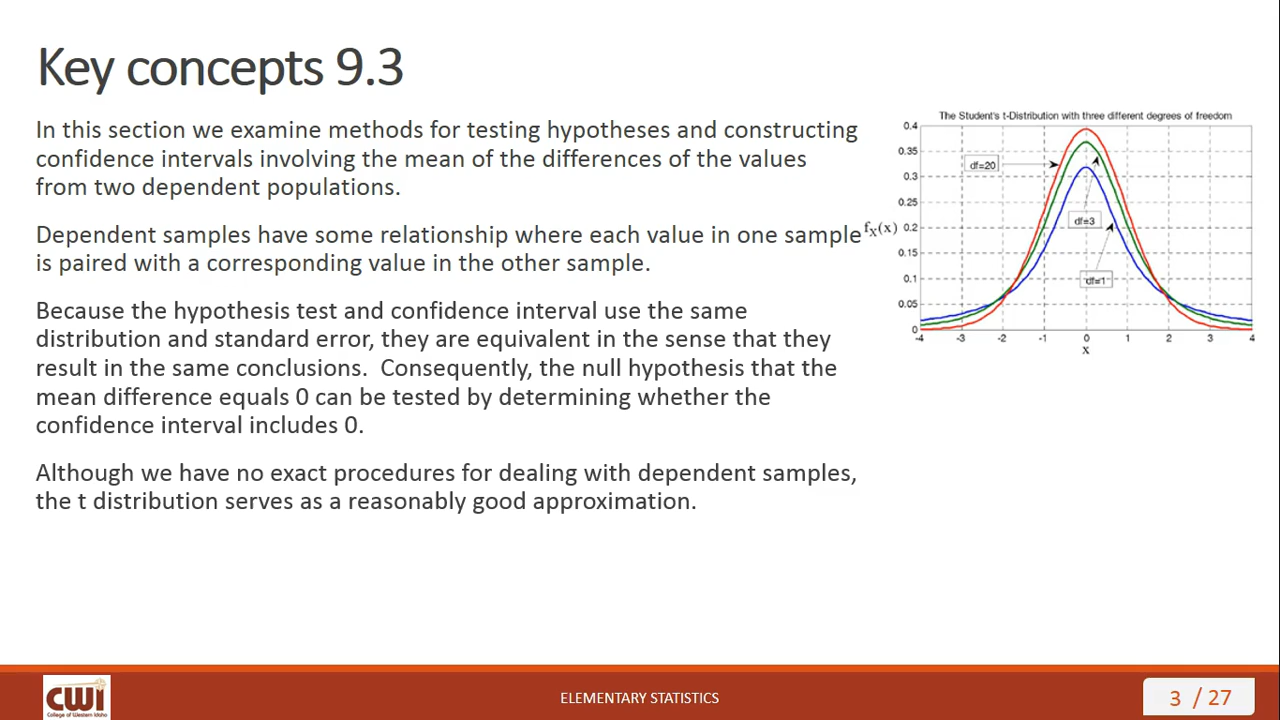 Key concepts 9.3
In this section we examine methods for testing hypotheses and constructing
confidence intervals involving the mean of the differences of the values
from two dependent populations.
Dependent samples have some relationship where each value in one sample
is paired with a corresponding value in the other sample.
Because the hypothesis test and confidence interval use the same
distribution and standard error, they are equivalent in the sense that they
result in the same conclusions.  Consequently, the null hypothesis that the
mean difference equals 0 can be tested by determining whether the
confidence interval includes 0.
Although we have no exact procedures for dealing with dependent samples,
the t distribution serves as a reasonably good approximation.
The Student's t-Distribution with three different degrees of freedom
0.4
0.35
0.3
0.25
0.2
0.15
0.1
0.05
0
fX(x)
df=20
df=3
df=1
-4 -3 -2 -1 0 1 2 3 4
x
CWI
College of Western Idaho
ELEMENTARY STATISTICS
3 / 27